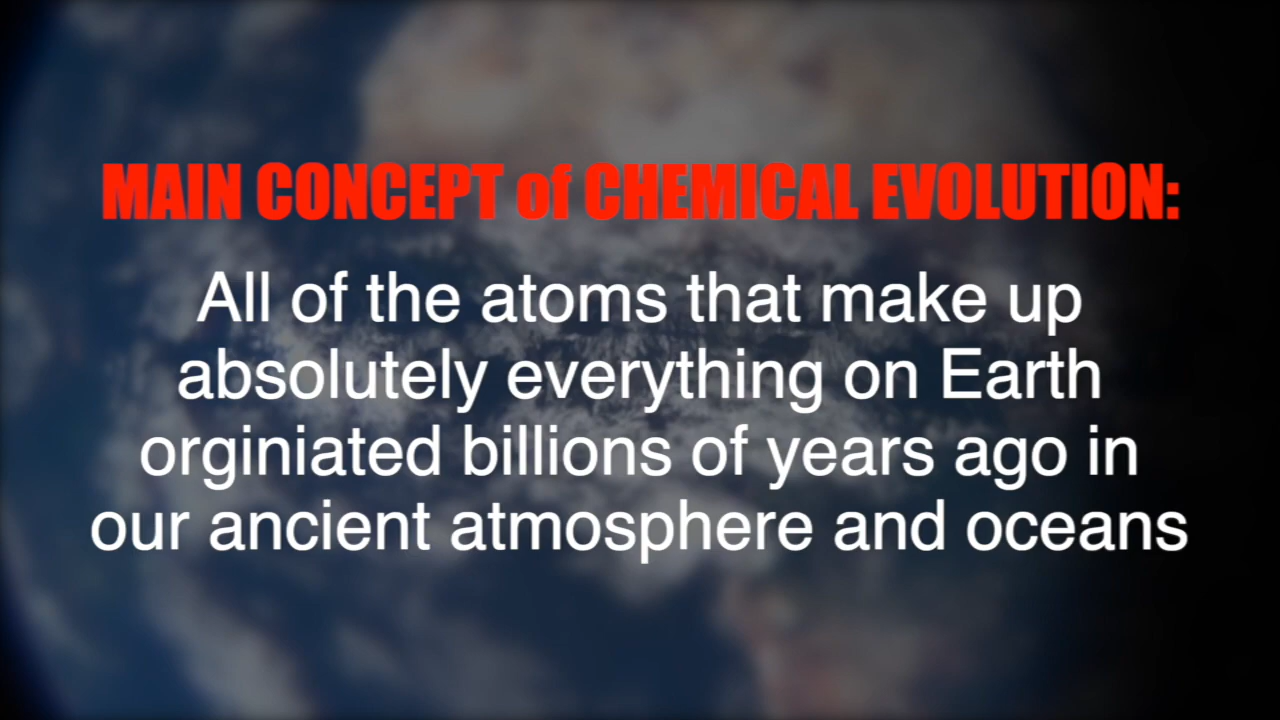 MAIN CONCEPT of CHEMICAL EVOLUTION:
All of the atoms that make up
absolutely everything on Earth
orginiated billions of years ago in
our ancient atmosphere and oceans